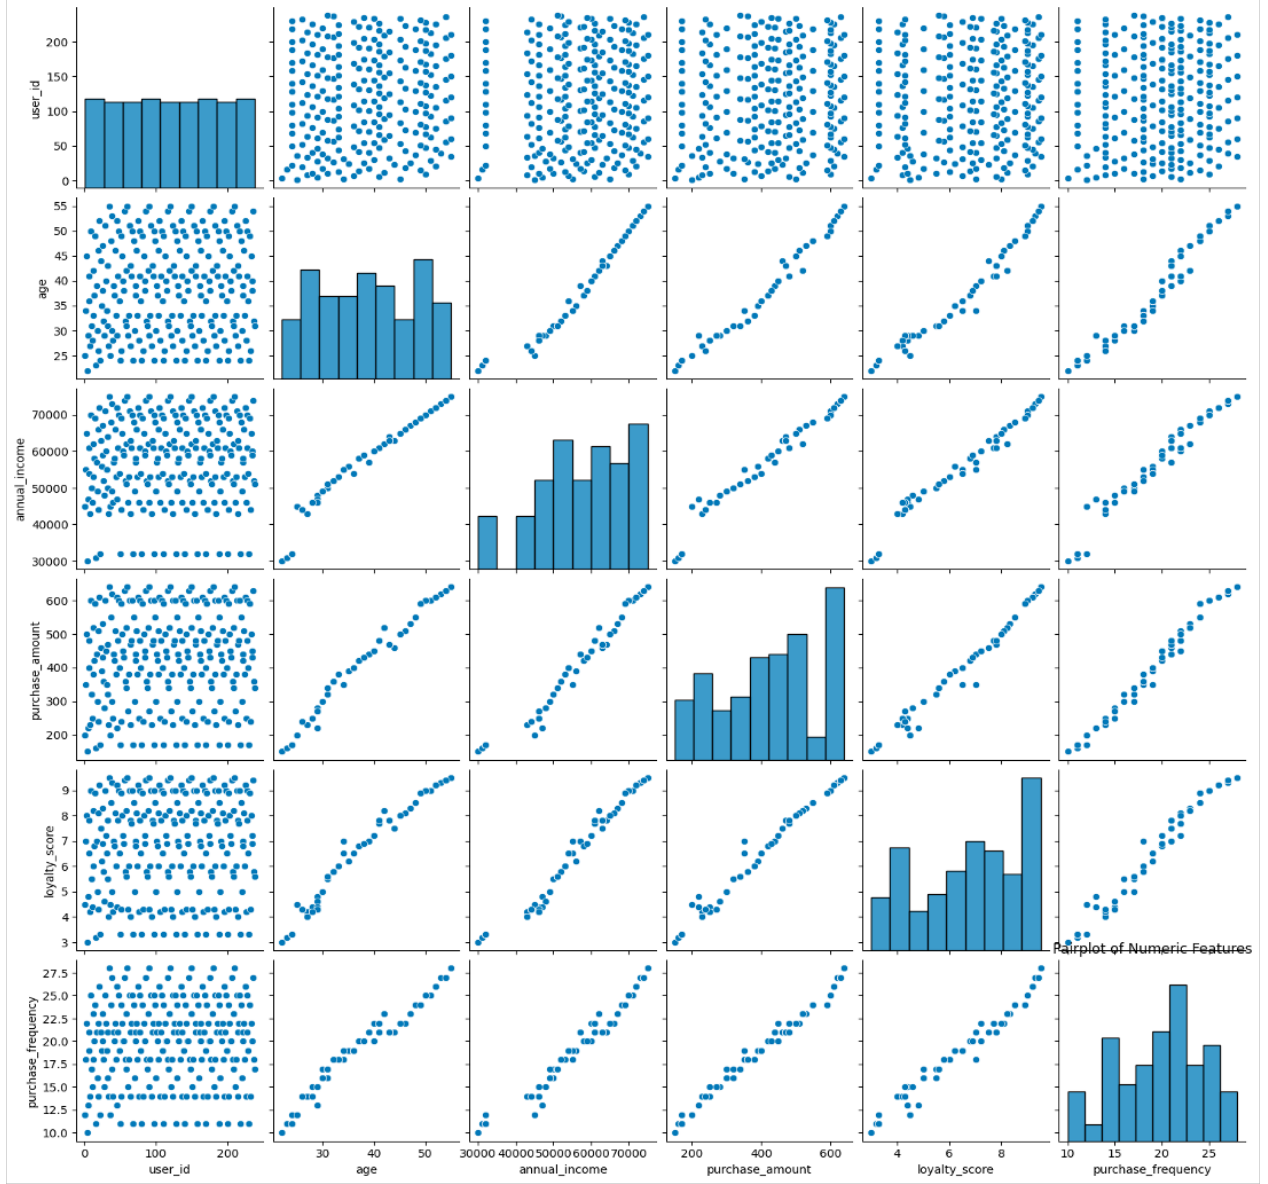 200
150
100
50
0
user_id
55
50
45
40
35
30
25
age
70000
60000
50000
40000
30000
annual_income
600
500
400
300
200
purchase_amount
9
8
7
6
5
4
3
loyalty_score
Pairplot of Numeric Features
27.5
25.0
22.5
20.0
17.5
15.0
12.5
10.0
purchase_frequency
0 100 200
30 40 50
30000 40000 50000 60000 70000
200 400 600
4 6 8
10 15 20 25
user_id
age
annual_income
purchase_amount
loyalty_score
purchase_frequency